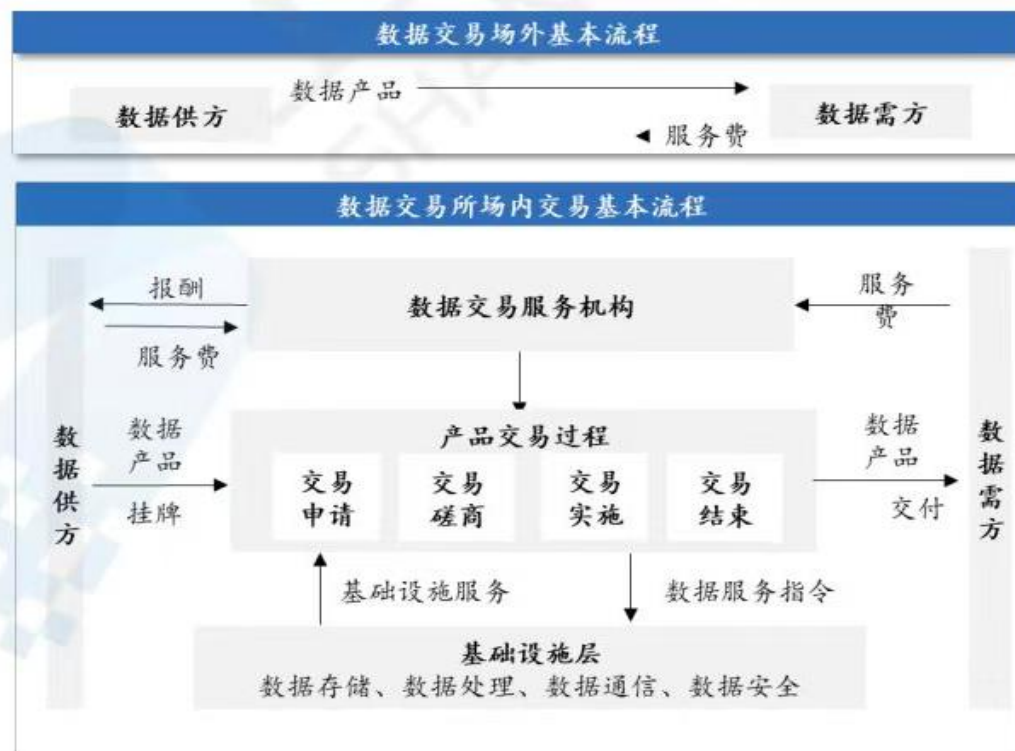 数据交易场外基本流程
数据产品
数据供方
数据需方
服务费
数据交易所场内交易基本流程
报酬
服务费
数据交易服务机构
服务
费
数据供方
数据
产品
挂牌
产品交易过程
交易
申请
交易
磋商
交易
实施
交易
结束
数据
产品
交付
数据需方
基础设施服务
数据服务指令
基础设施层
数据存储、数据处理、数据通信、数据安全